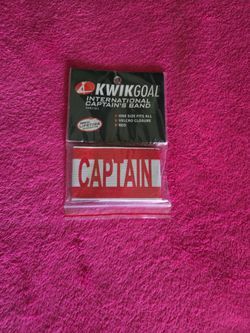 KWIKGOAL
INTERNATIONAL
CAPTAIN'S BAND
ONE SIZE FITS ALL
VELCRO CLOSURE
RED
CAPTAIN